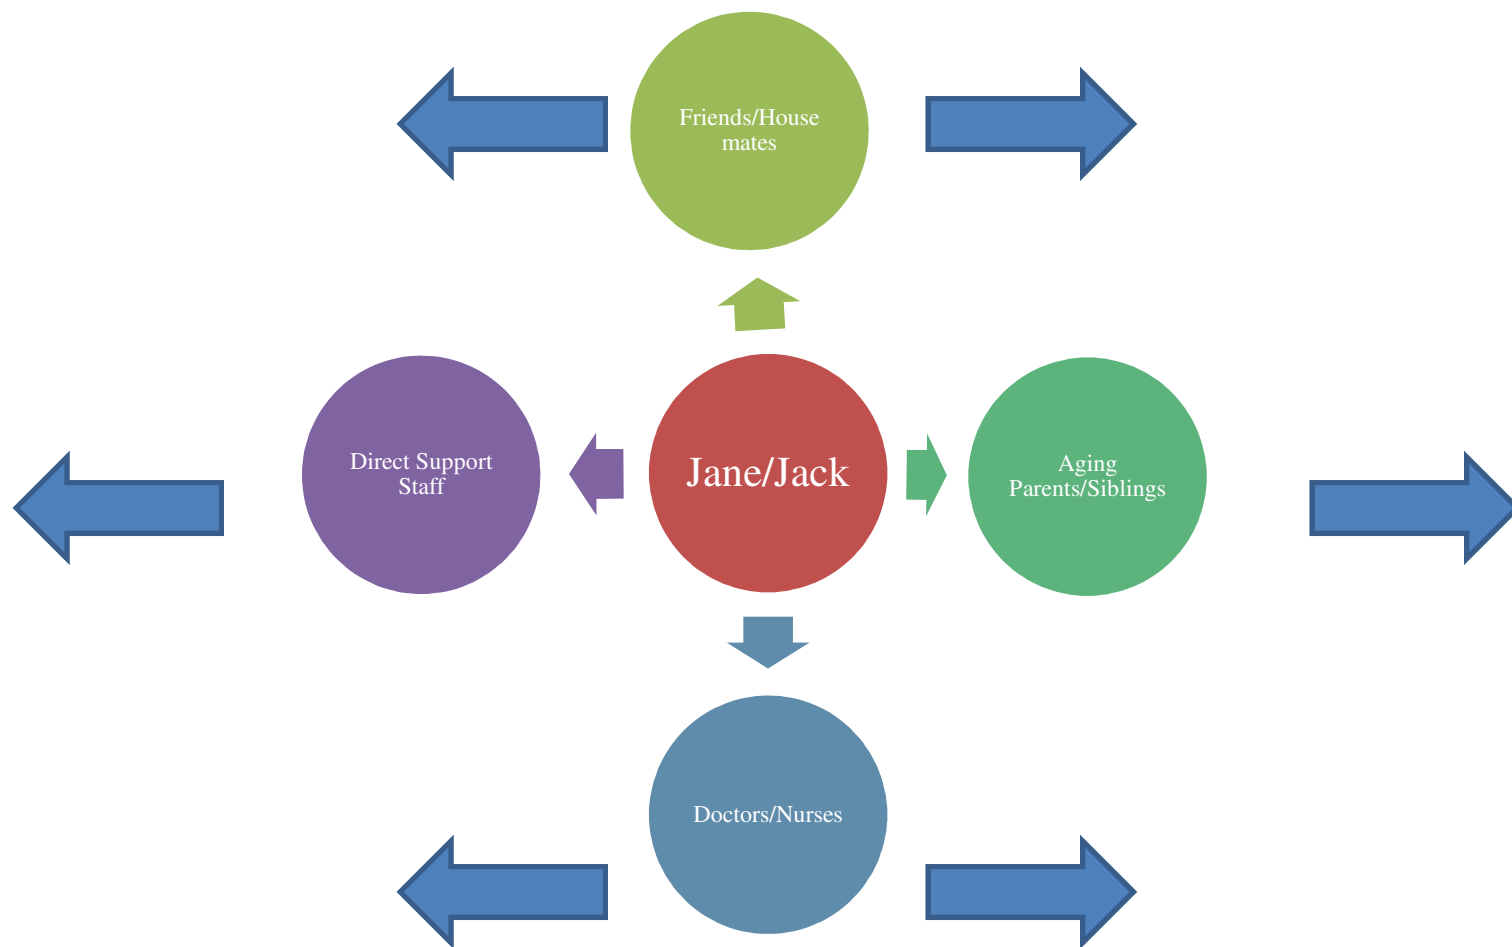 Friends/House
mates
Direct Support
Staff
Jane/Jack
Aging
Parents/Siblings
Doctors/Nurses